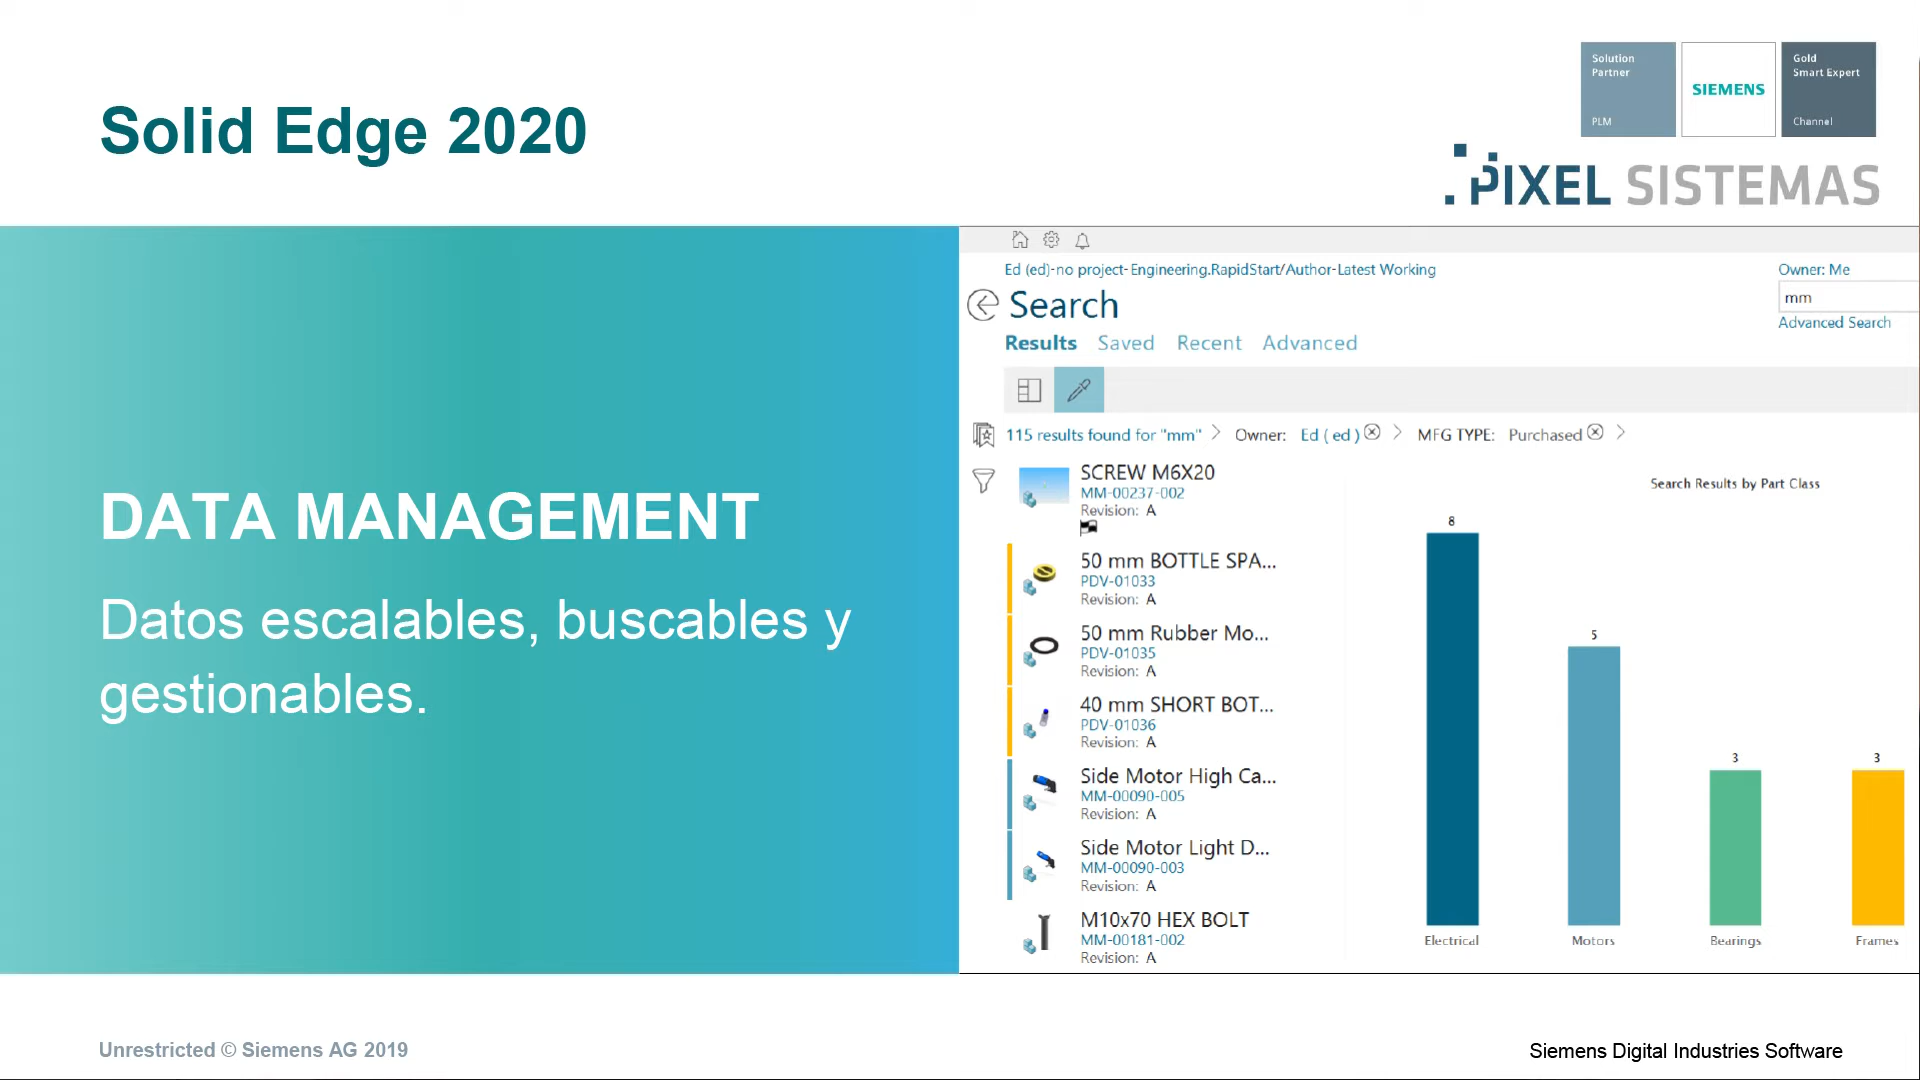 Solid Edge 2020
Solution
Partner
PLM
SIEMENS
Gold
Smart Expert
Channel
PIXEL SISTEMAS
DATA MANAGEMENT
Datos escalables, buscables y
gestionables.
Ed (ed)-no project-Engineering.RapidStart/Author-Latest Working
Owner: Me
Search
mm
Advanced Search
Results Saved Recent Advanced
115 results found for "mm" Owner: Ed ( ed ) MFG TYPE: Purchased
SCREW M6X20
MM-00237-002
Revision: A
50 mm BOTTLE SPA...
PDV-01033
Revision: A
50 mm Rubber Mo...
PDV-01035
Revision: A
40 mm SHORT BOT...
PDV-01036
Revision: A
Side Motor High Ca...
MM-00090-005
Revision: A
Side Motor Light D...
MM-00090-003
Revision: A
M10x70 HEX BOLT
MM-00181-002
Revision: A
Search Results by Part Class
8
5
3
3
Electrical
Motors
Bearings
Frames
Unrestricted © Siemens AG 2019
Siemens Digital Industries Software